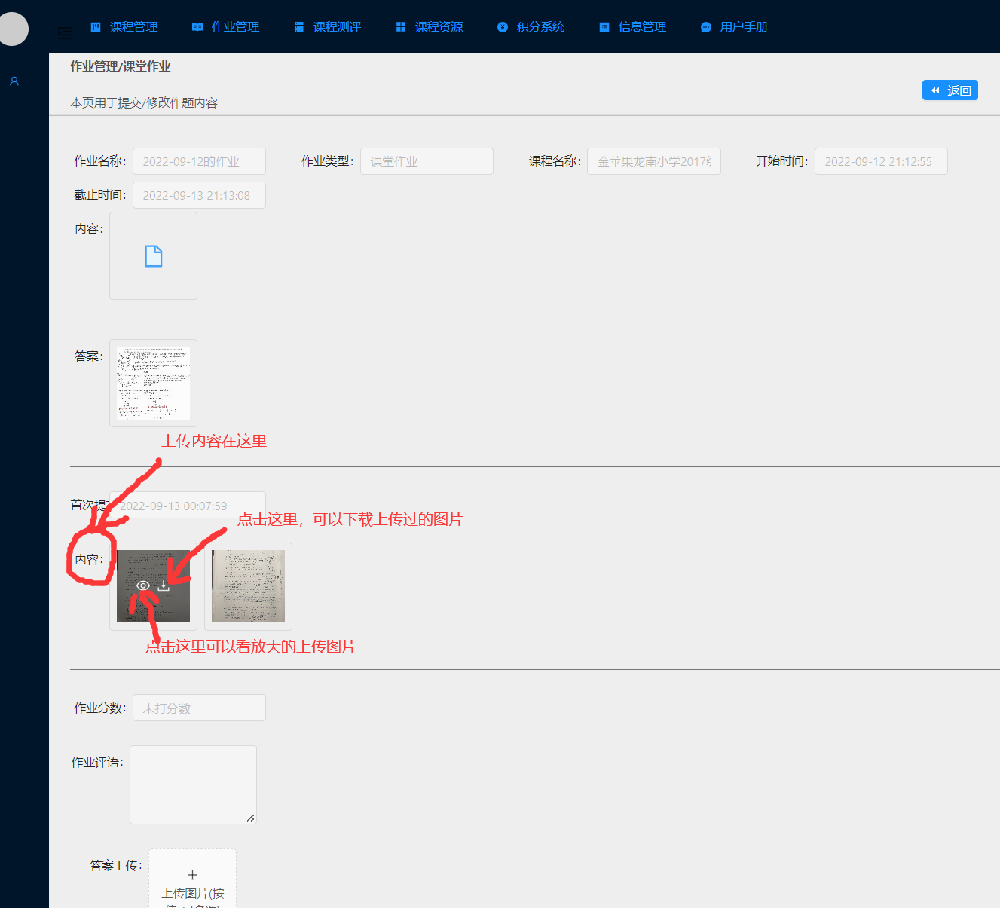 课程管理 作业管理 课程测评 课程资源 积分系统 信息管理 用户手册
作业管理/课堂作业
本页用于提交/修改作题内容
返回
作业名称： 2022-09-12的作业 作业类型： 课堂作业 课程名称： 金苹果龙南小学2017级 开始时间： 2022-09-12 21:12:55
截止时间： 2022-09-13 21:13:08
内容：
答案：
上传内容在这里
首次提交 2022-09-13 00:07:59
点击这里，可以下载上传过的图片
内容：
点击这里可以看放大的上传图片
作业分数： 未打分数
作业评语：
答案上传：
上传图片(按